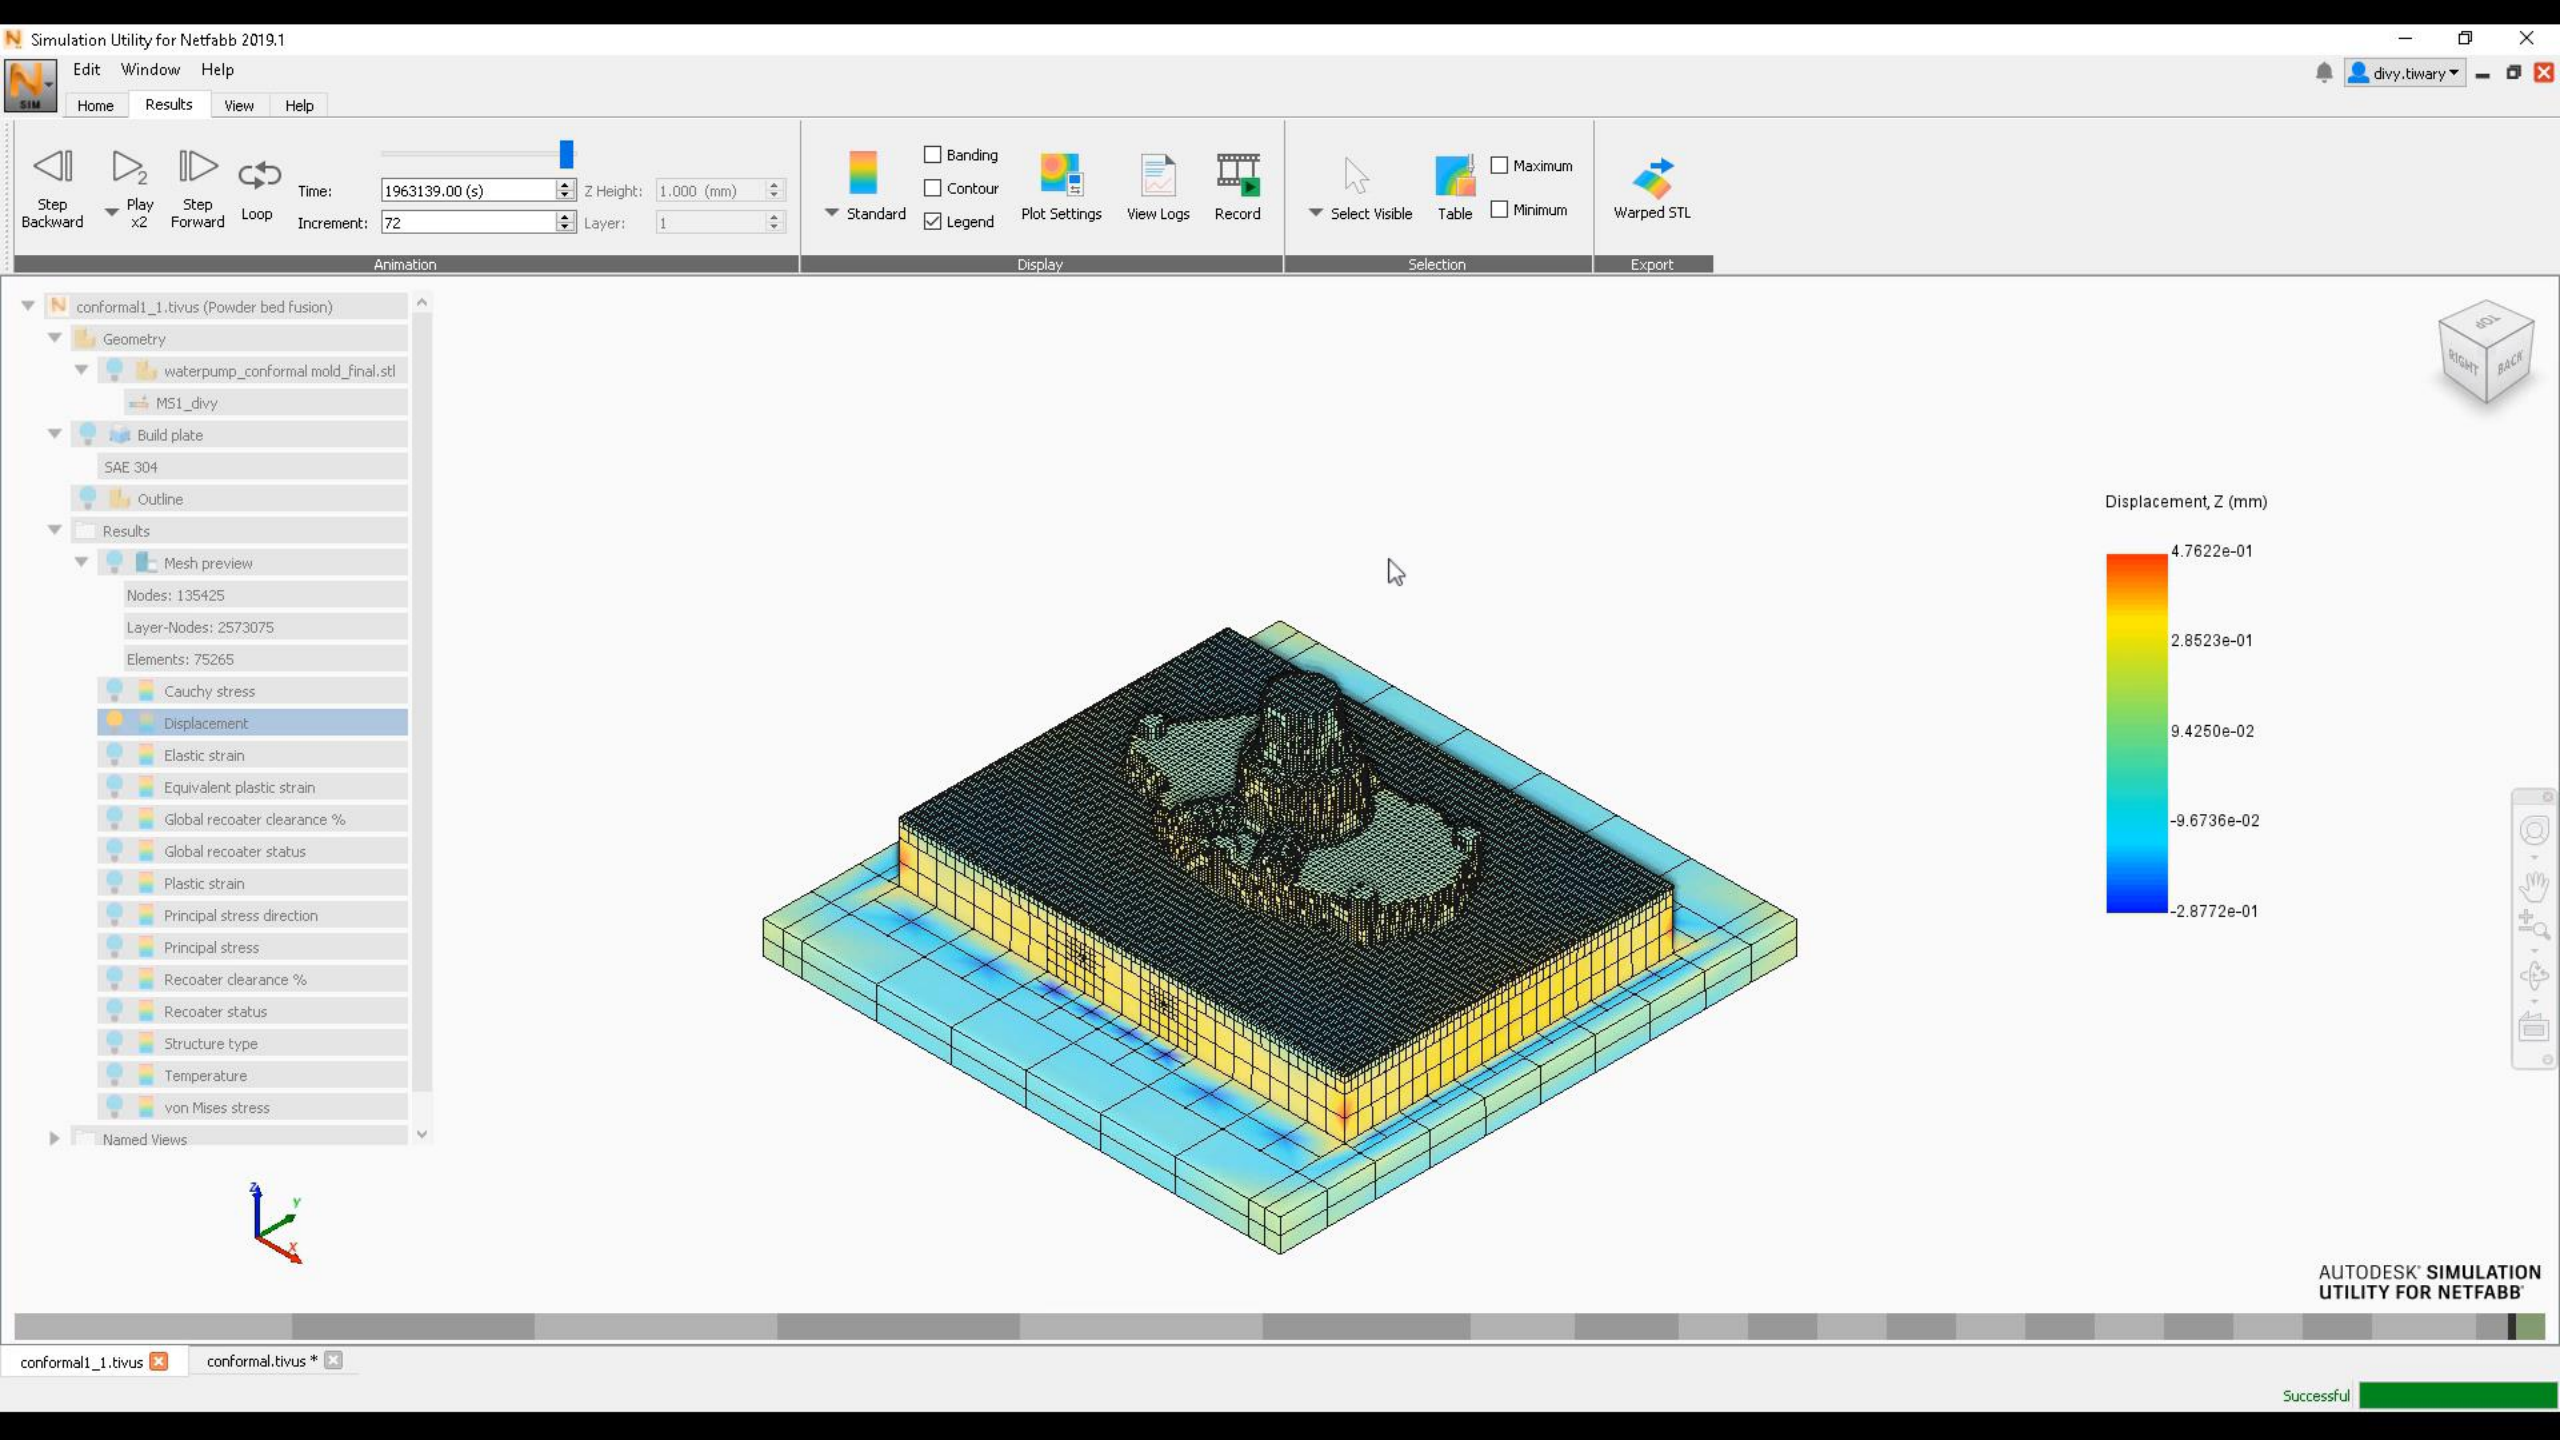 Simulation Utility for Netfabb 2019.1
SIM
Edit Window Help
divy.tiwary
Home Results View Help
Step Backward
2
Play x2
Step Forward
Loop
Time: 1963139.00 (s)
Increment: 72
Z Height: 1.000 (mm)
Layer: 1
Animation
Standard
Banding
Contour
Legend
Plot Settings
View Logs
Record
Display
Select Visible
Table
Maximum
Minimum
Selection
Warped STL
Export
conformal1_1.tivus (Powder bed fusion)
Geometry
waterpump_conformal mold_final.stl
MS1_divy
Build plate
SAE 304
Outline
Results
Mesh preview
Nodes: 135425
Layer-Nodes: 2573075
Elements: 75265
Cauchy stress
Displacement
Elastic strain
Equivalent plastic strain
Global recoater clearance %
Global recoater status
Plastic strain
Principal stress direction
Principal stress
Recoater clearance %
Recoater status
Structure type
Temperature
von Mises stress
Named Views
TOP
RIGHT
BACK
Displacement, Z (mm)
4.7622e-01
2.8523e-01
9.4250e-02
-9.6736e-02
-2.8772e-01
Z
Y
X
AUTODESK® SIMULATION
UTILITY FOR NETFABB®
conformal1_1.tivus
conformal.tivus *
Successful